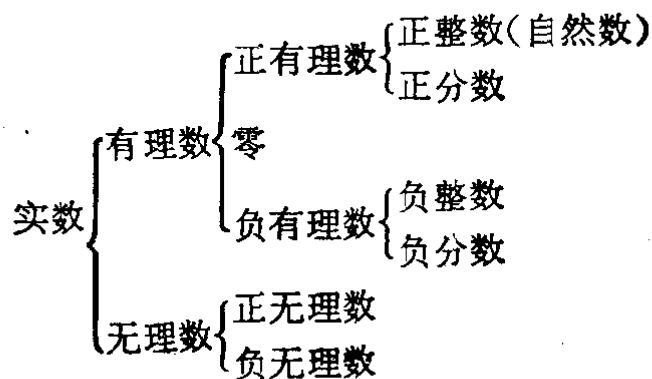 正整数(自然数)
正有理数
正分数
有理数
零
实数
负整数
负有理数
负分数
正无理数
无理数
负无理数